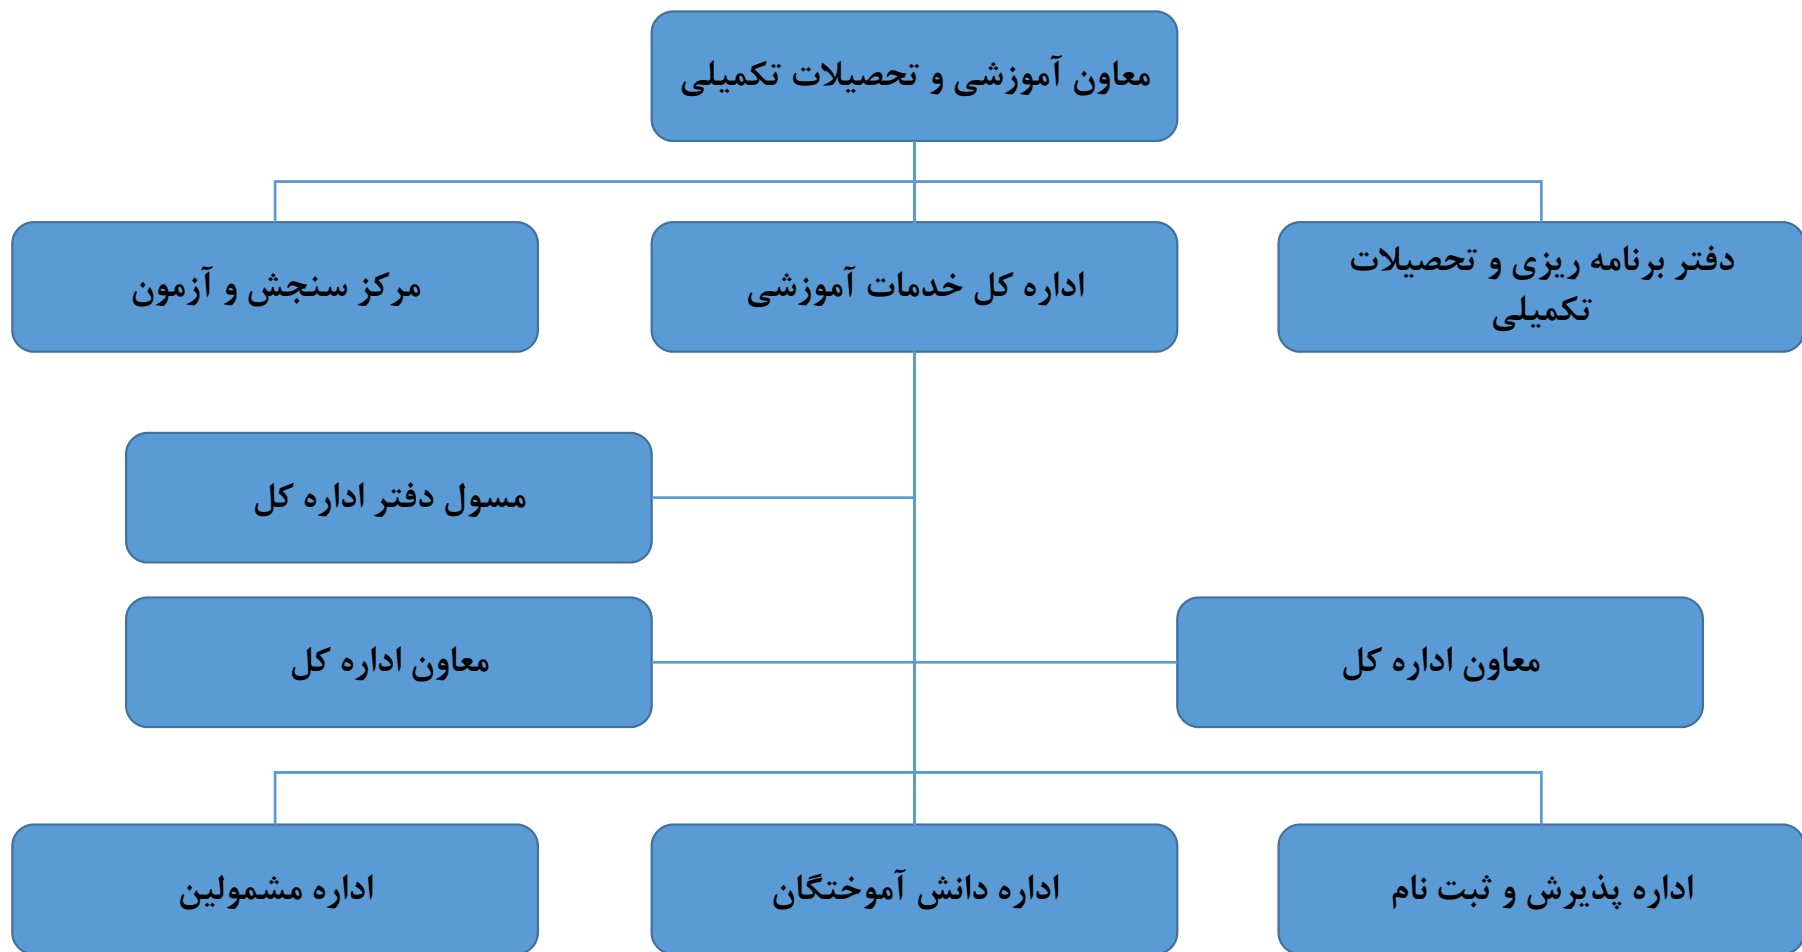 معاون آموزشی و تحصیلات تکمیلی
دفتر برنامه ریزی و تحصیلات
تکمیلی
اداره کل خدمات آموزشی
مرکز سنجش و آزمون
مسول دفتر اداره کل
معاون اداره کل
معاون اداره کل
اداره پذیرش و ثبت نام
اداره دانش آموختگان
اداره مشمولین